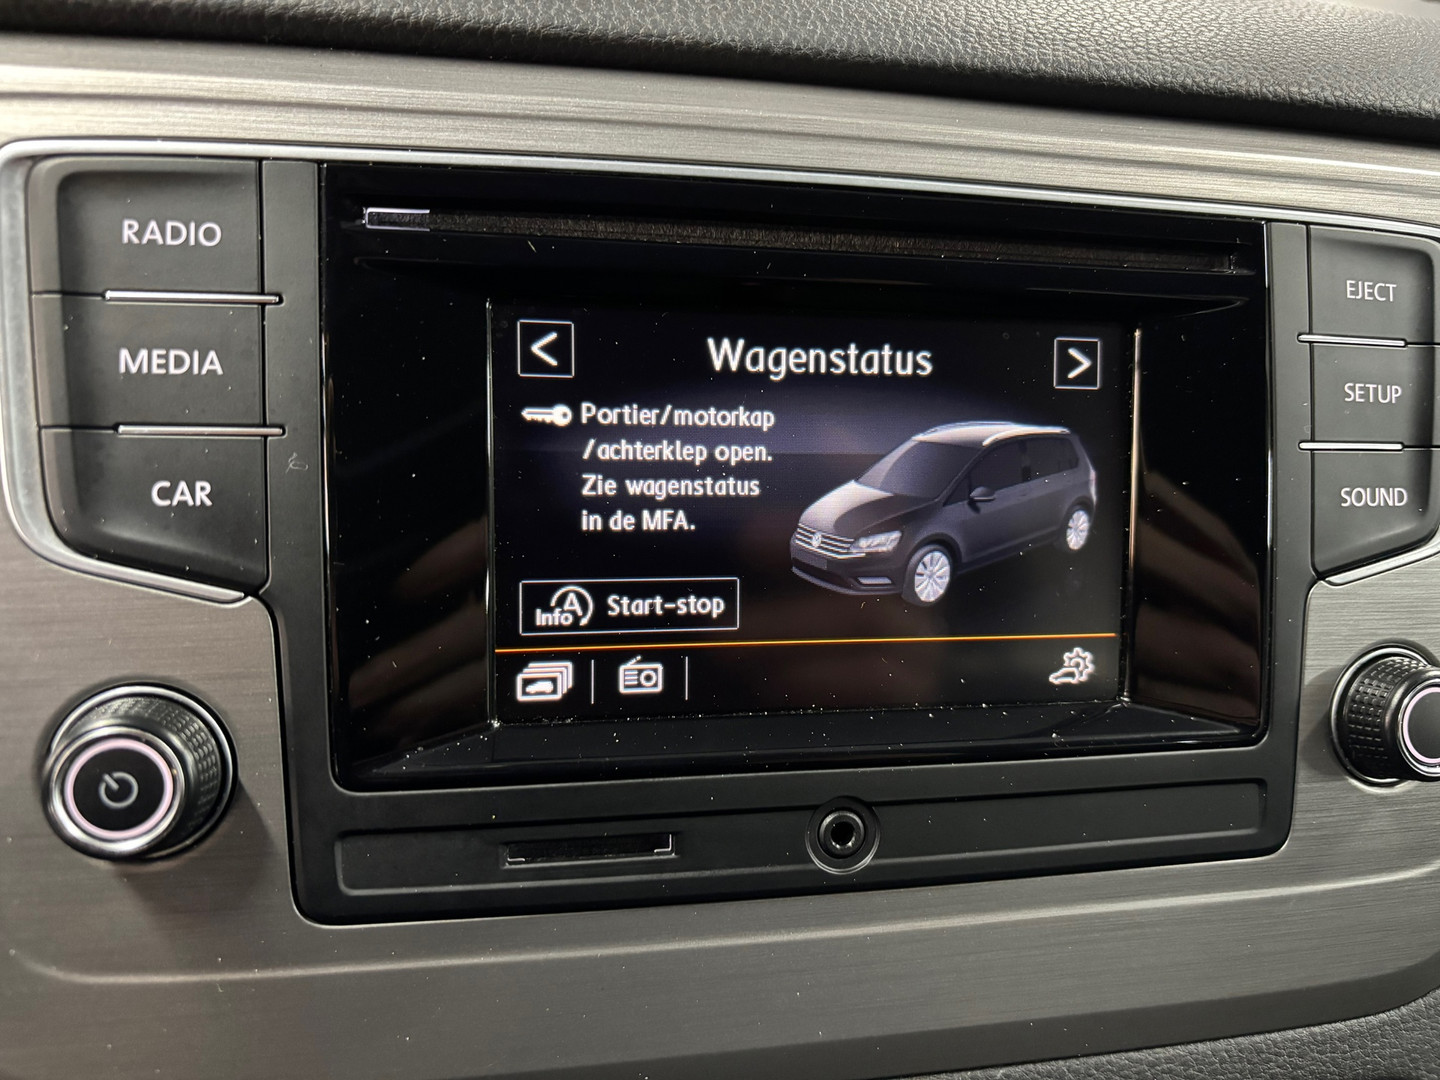 RADIO
MEDIA
CAR
Wagenstatus
Portier/motorkap
/achterklep open.
Zie wagenstatus
in de MFA.
Info A Start-stop
EJECT
SETUP
SOUND